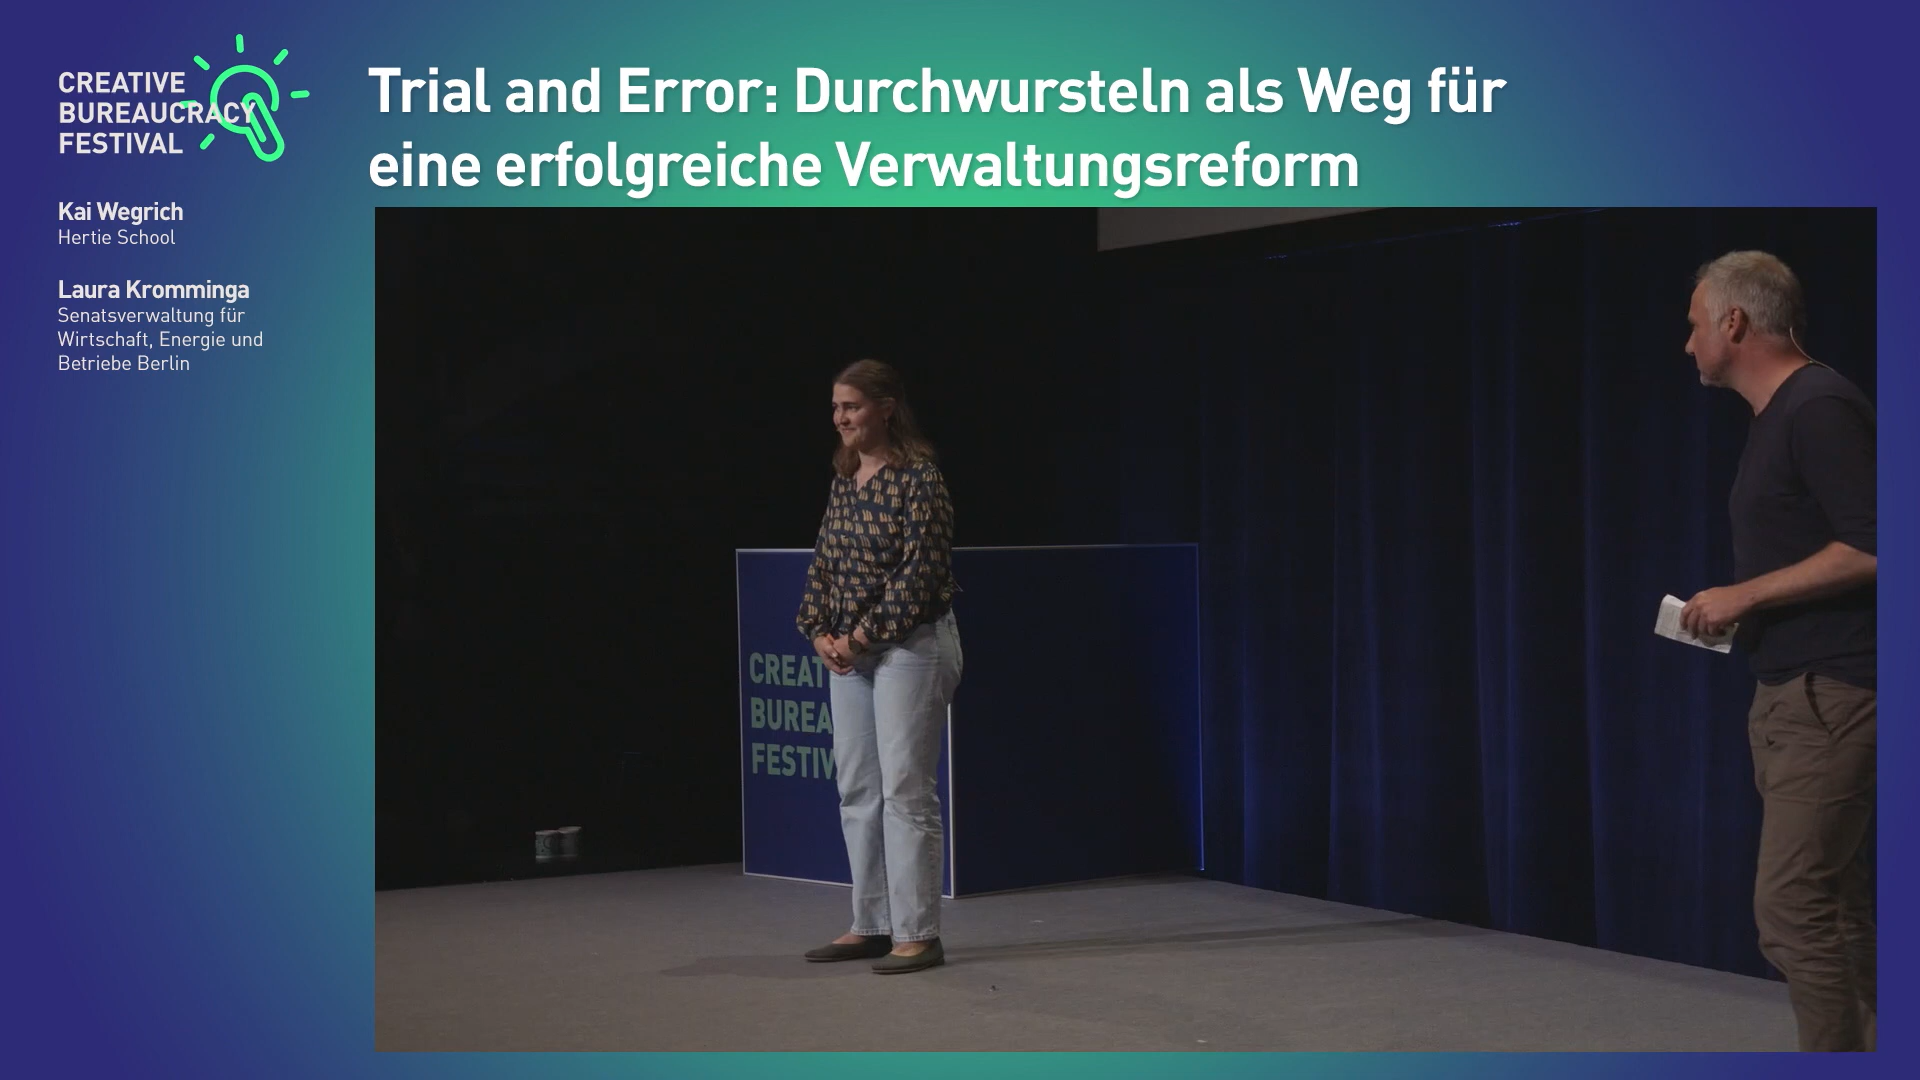 CREATIVE
BUREAUCRACY
FESTIVAL
Trial and Error: Durchwursteln als Weg für
eine erfolgreiche Verwaltungsreform
Kai Wegrich
Hertie School
Laura Kromminga
Senatsverwaltung für
Wirtschaft, Energie und
Betriebe Berlin
CREAT
BUREA
FESTIV